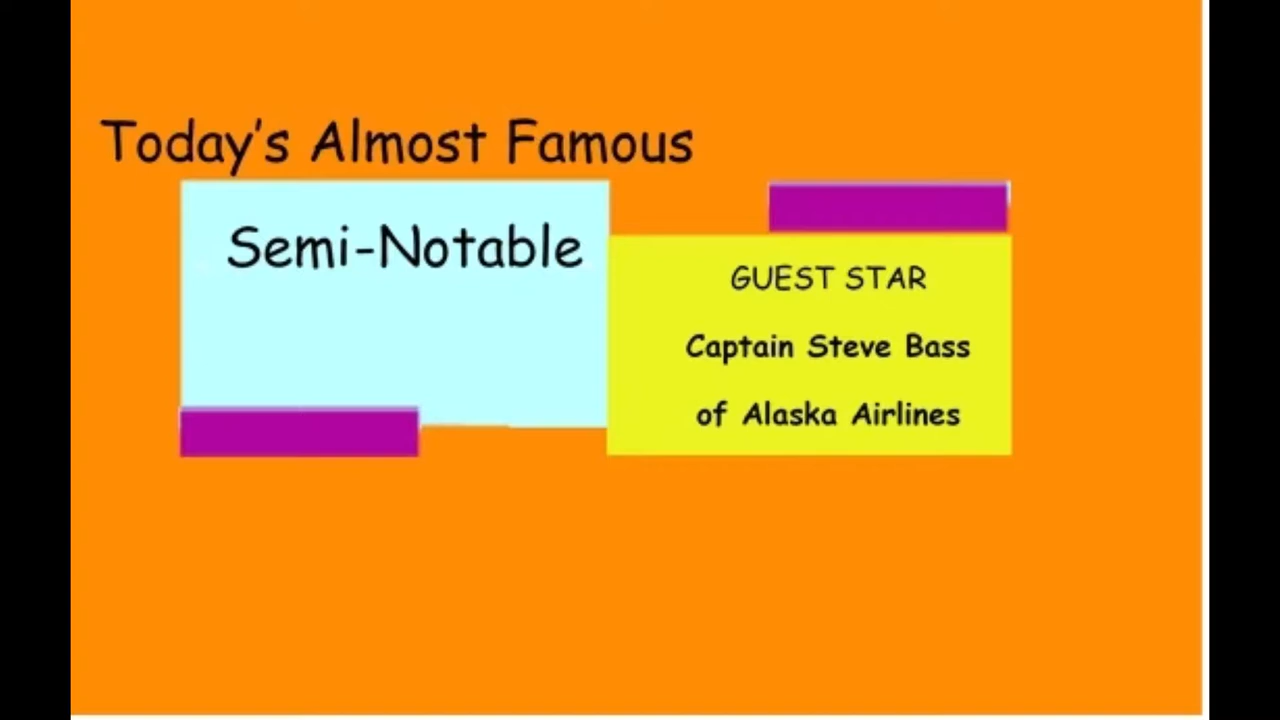 Today's Almost Famous
Semi-Notable
GUEST STAR
Captain Steve Bass
of Alaska Airlines